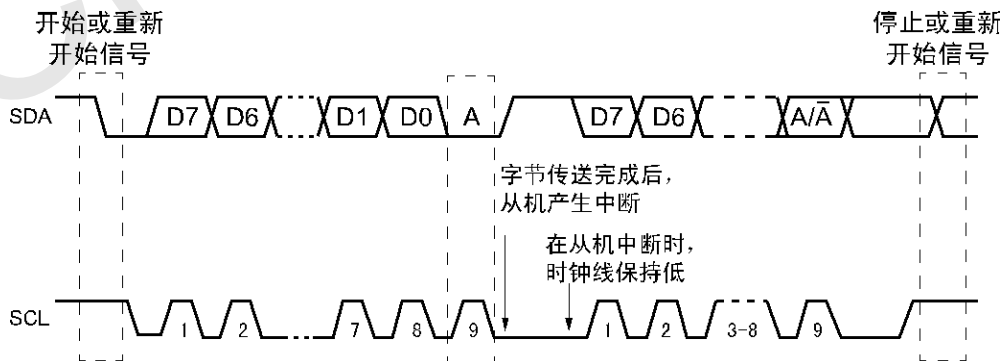 开始或重新
开始信号
停止或重新
开始信号
SDA
D7 D6 D1 D0 A D7 D6 A/Ā
字节传送完成后，
从机产生中断
在从机中断时，
时钟线保持低
SCL
1 2 7 8 9 1 2 3-8 9